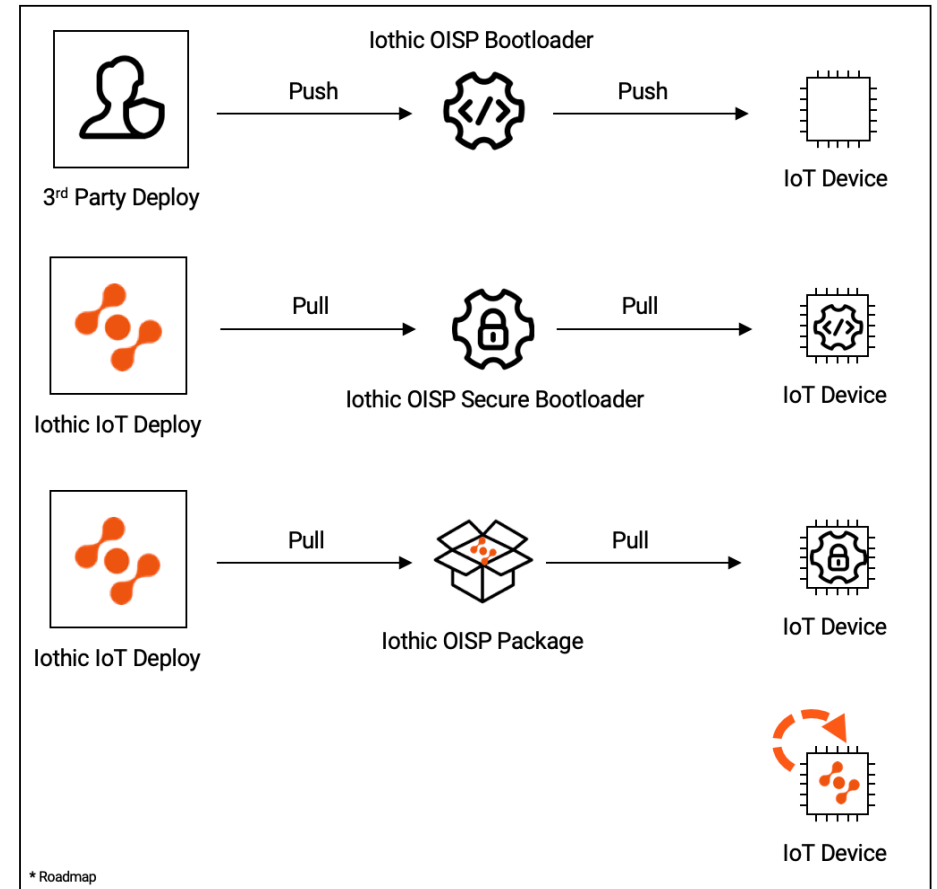 Iothic OISP Bootloader
Push
Push
3rd Party Deploy
IoT Device
Pull
Pull
Iothic OISP Secure Bootloader
IoT Device
Iothic IoT Deploy
Pull
Pull
Iothic OISP Package
IoT Device
Iothic IoT Deploy
IoT Device
* Roadmap